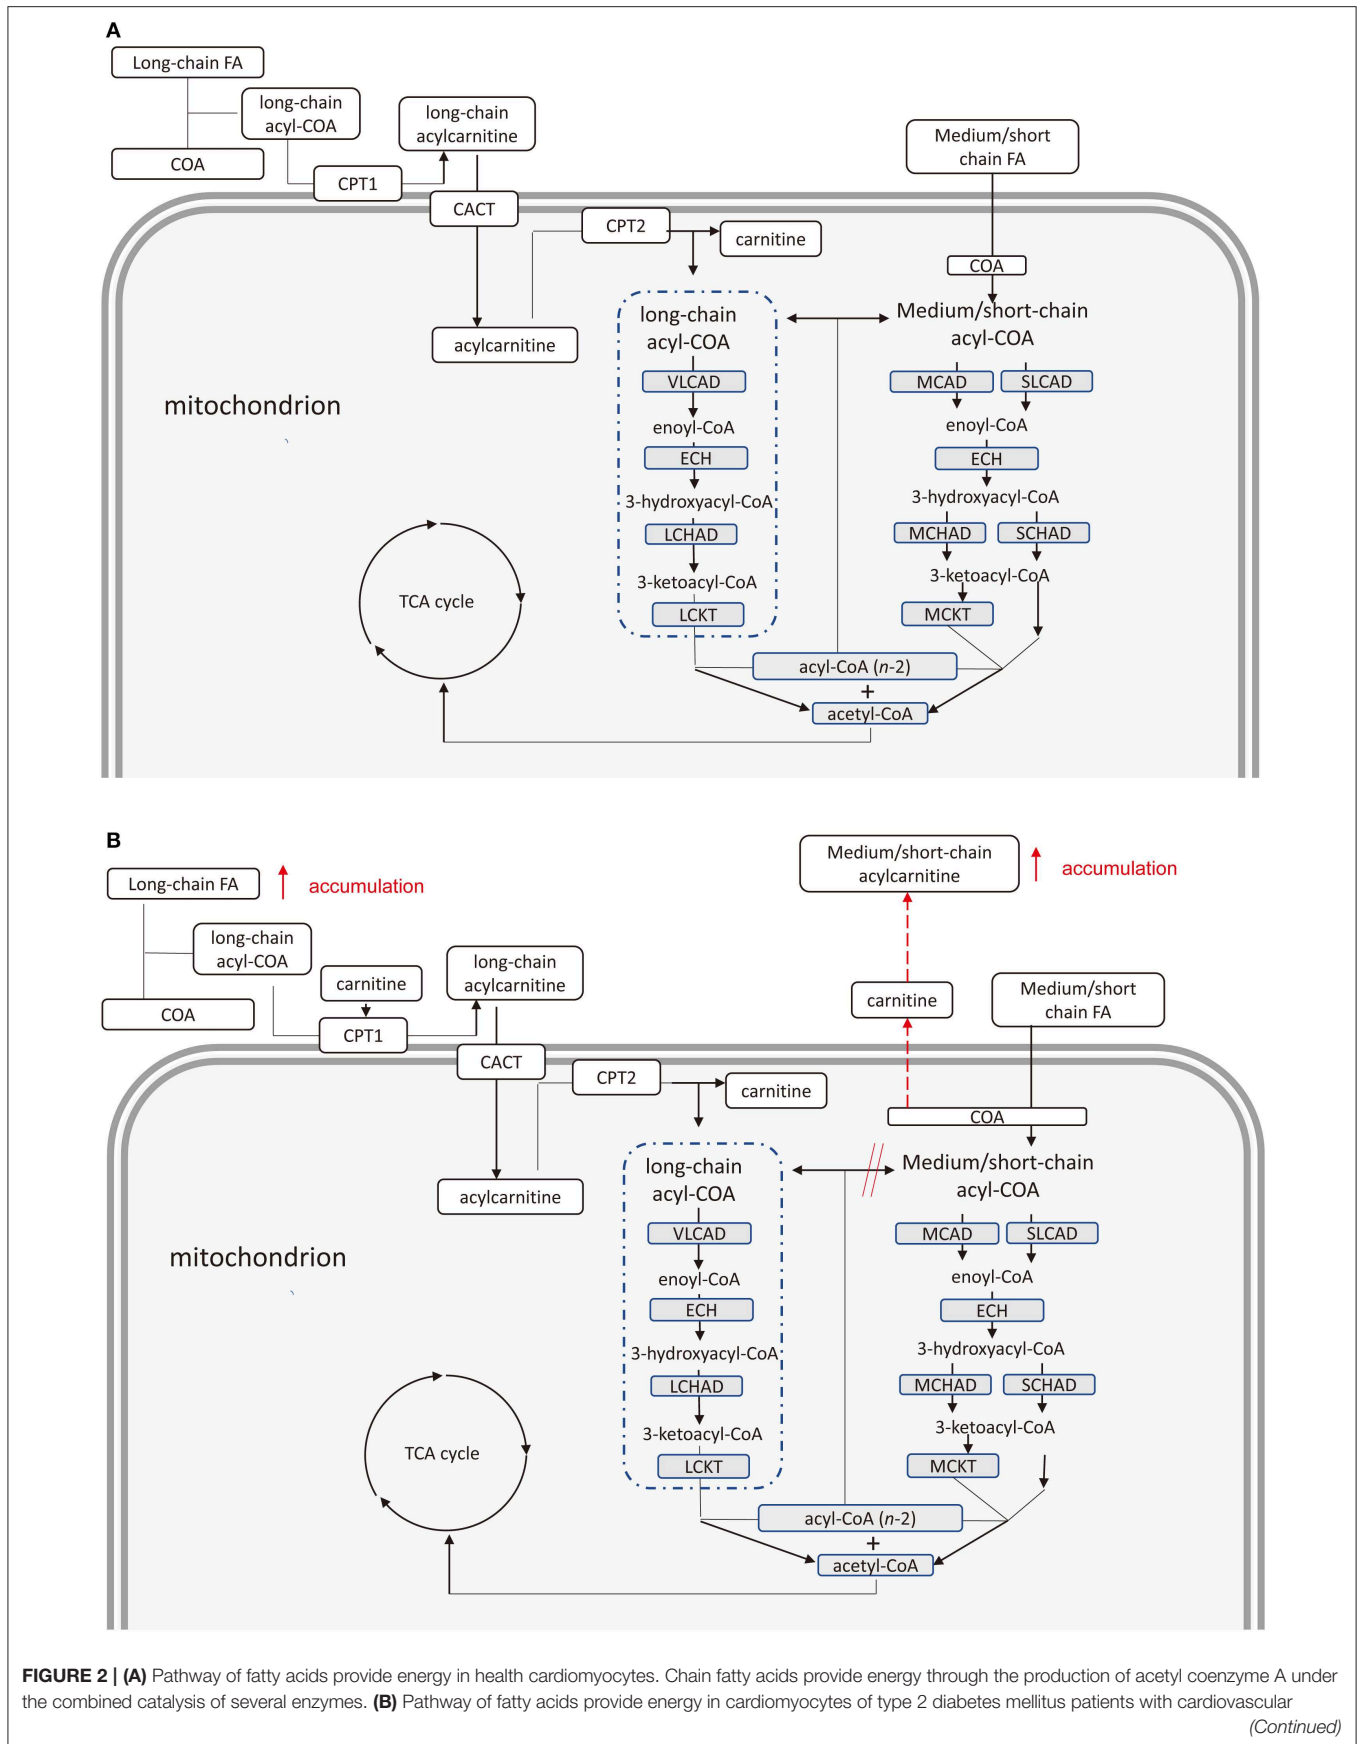 A
Long-chain FA
long-chain
acyl-COA
COA
CPT1
long-chain
acylcarnitine
CACT
CPT2
carnitine
acylcarnitine
Medium/short
chain FA
COA
mitochondrion
long-chain
acyl-COA
VLCAD
enoyl-CoA
ECH
3-hydroxyacyl-CoA
LCHAD
3-ketoacyl-CoA
LCKT
Medium/short-chain
acyl-COA
MCAD
SLCAD
enoyl-CoA
ECH
3-hydroxyacyl-CoA
MCHAD
SCHAD
3-ketoacyl-CoA
MCKT
acyl-CoA (n-2)
+
acetyl-CoA
TCA cycle
B
Long-chain FA
accumulation
long-chain
acyl-COA
COA
carnitine
CPT1
long-chain
acylcarnitine
CACT
CPT2
carnitine
acylcarnitine
Medium/short-chain
acylcarnitine
accumulation
carnitine
Medium/short
chain FA
COA
mitochondrion
long-chain
acyl-COA
VLCAD
enoyl-CoA
ECH
3-hydroxyacyl-CoA
LCHAD
3-ketoacyl-CoA
LCKT
Medium/short-chain
acyl-COA
MCAD
SLCAD
enoyl-CoA
ECH
3-hydroxyacyl-CoA
MCHAD
SCHAD
3-ketoacyl-CoA
MCKT
acyl-CoA (n-2)
+
acetyl-CoA
TCA cycle
FIGURE 2 | (A) Pathway of fatty acids provide energy in health cardiomyocytes. Chain fatty acids provide energy through the production of acetyl coenzyme A under
the combined catalysis of several enzymes. (B) Pathway of fatty acids provide energy in cardiomyocytes of type 2 diabetes mellitus patients with cardiovascular
(Continued)